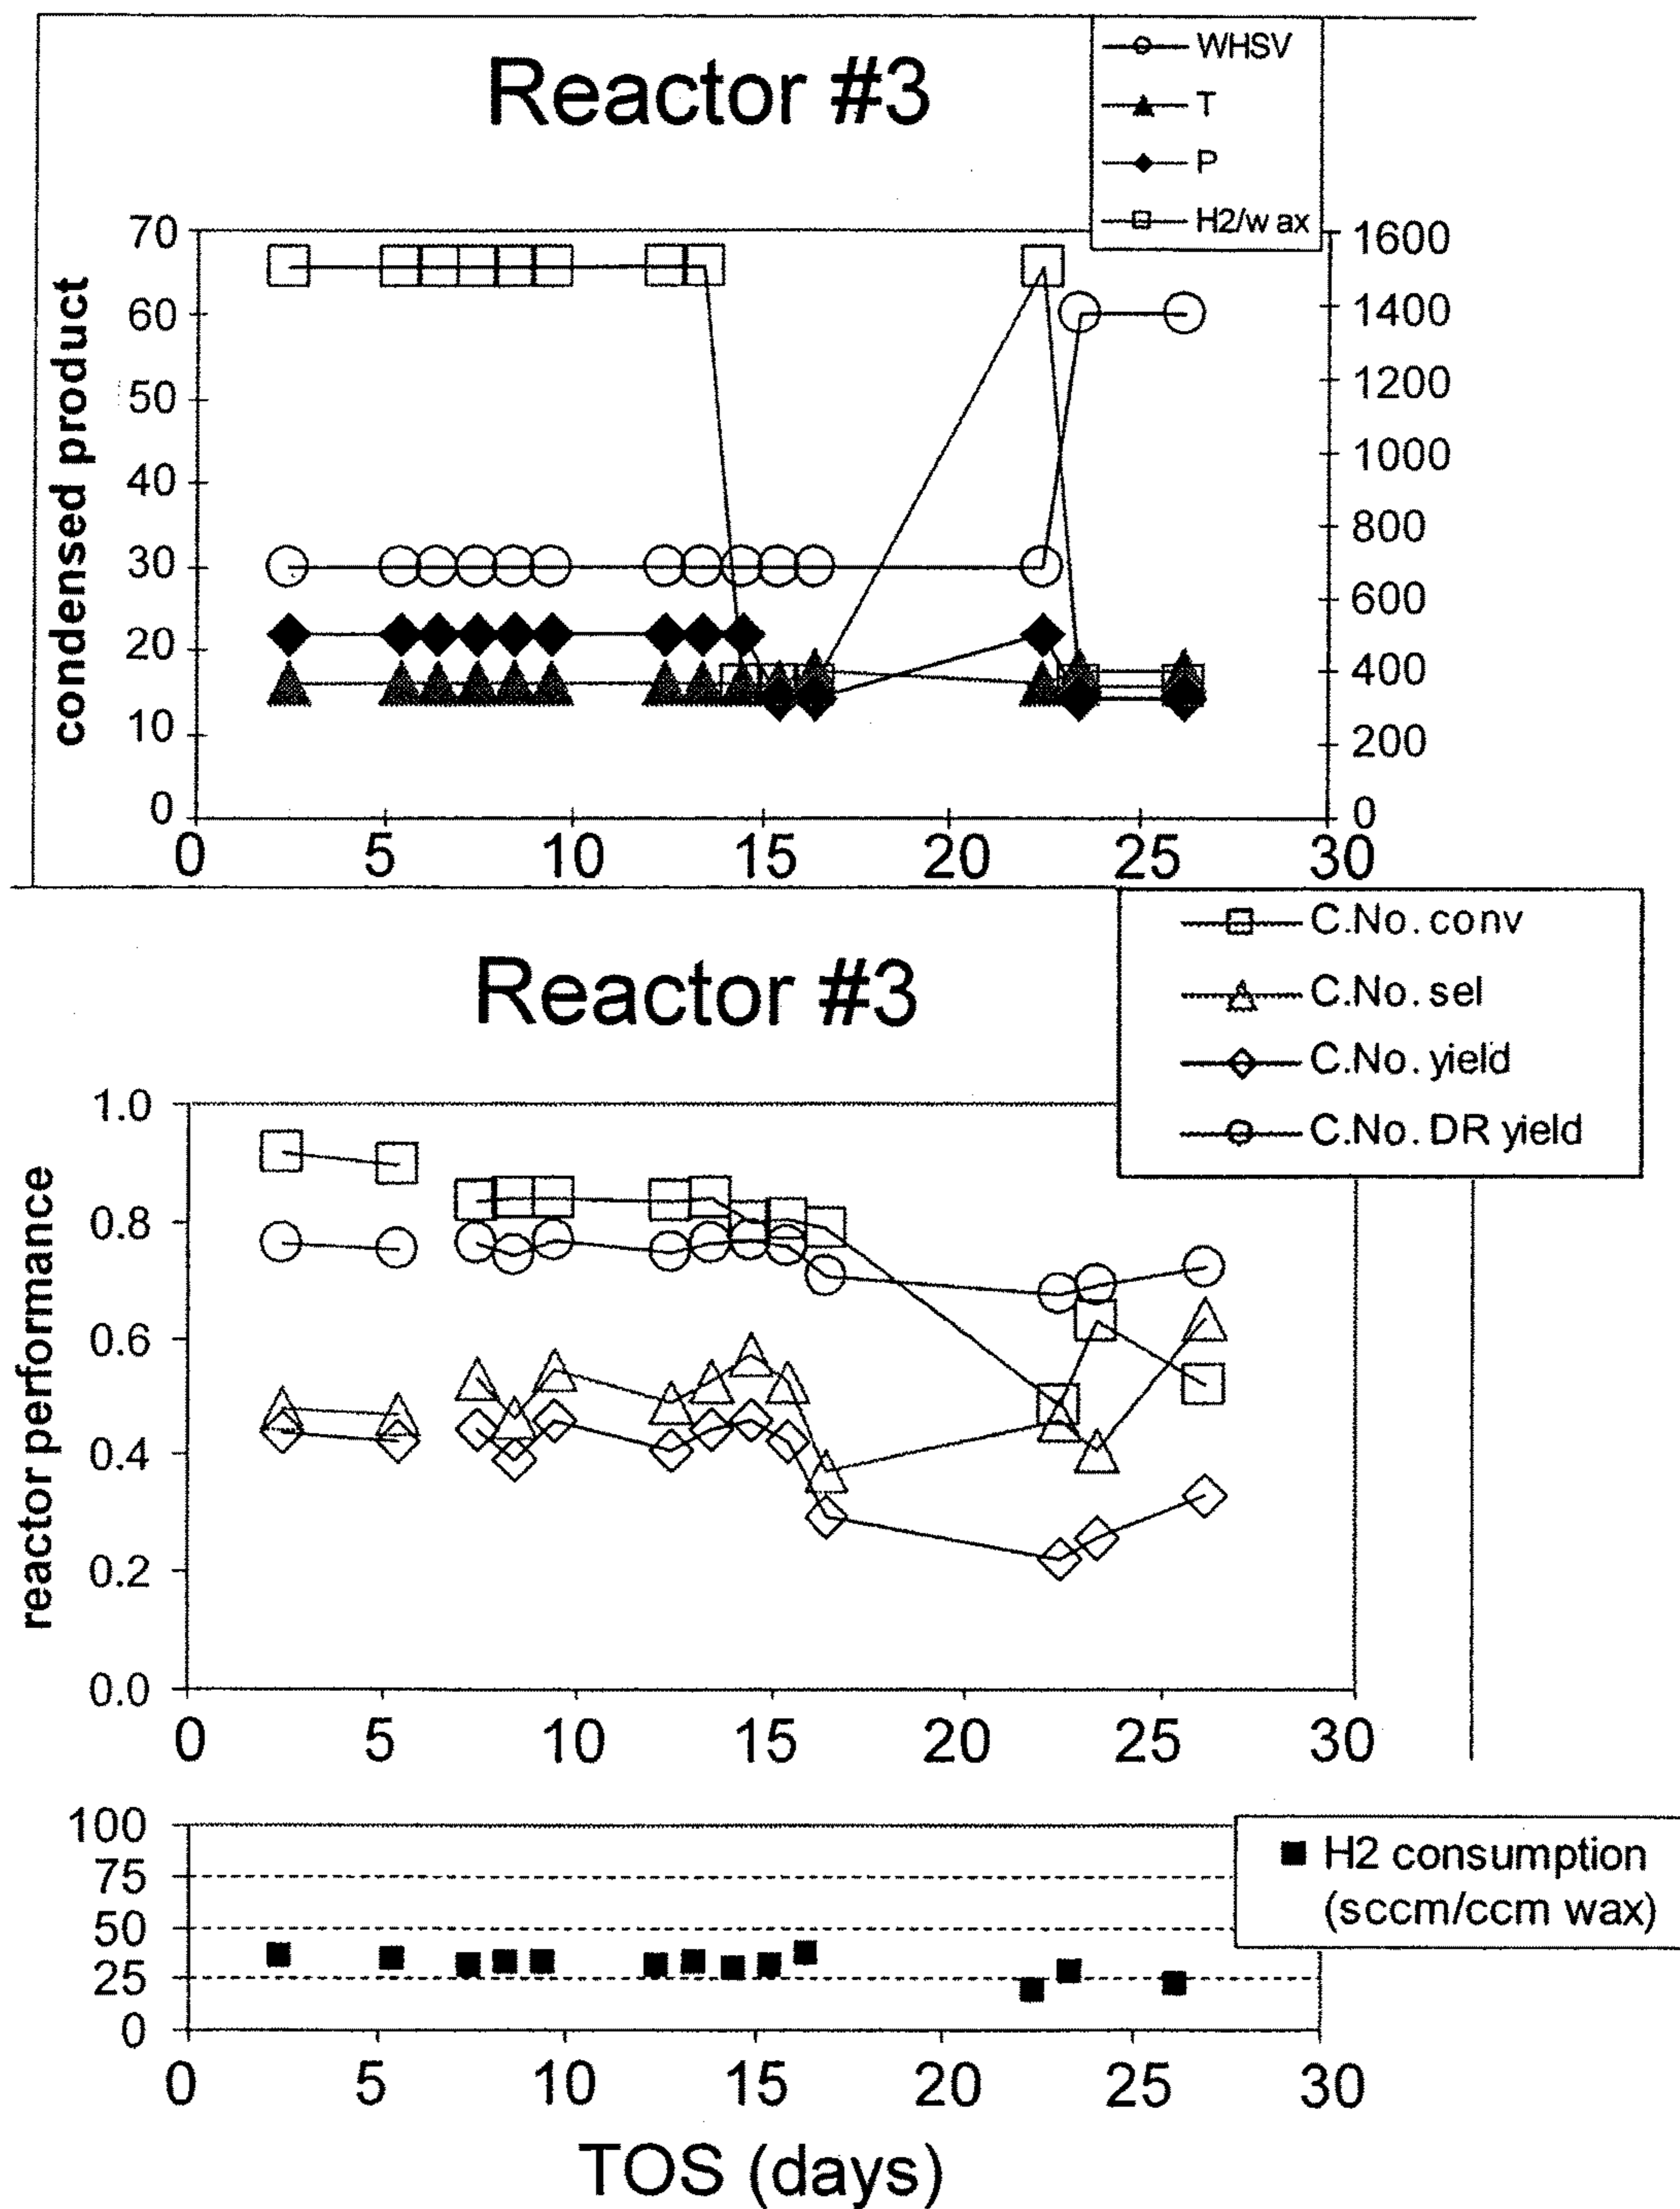 Reactor #3
WHSV
T
P
H2/wax
condensed product
70
60
50
40
30
20
10
0
1600
1400
1200
1000
800
600
400
200
0
0 5 10 15 20 25 30
Reactor #3
C.No. conv
C.No. sel
C.No. yield
C.No. DR yield
reactor performance
1.0
0.8
0.6
0.4
0.2
0.0
0 5 10 15 20 25 30
100
75
50
25
0
H2 consumption
(sccm/ccm wax)
0 5 10 15 20 25 30
TOS (days)